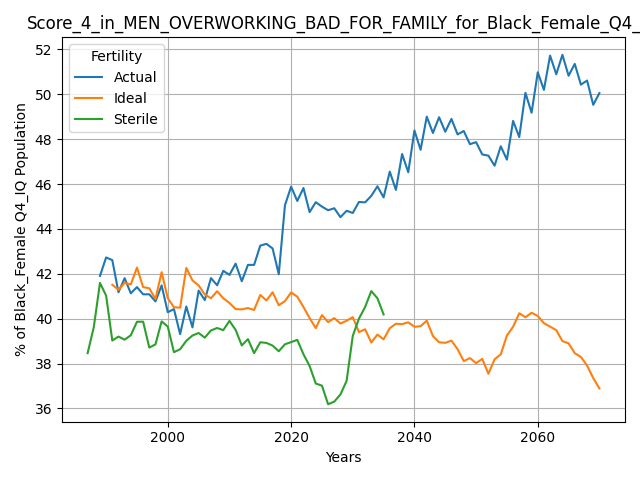 Score_4_in_MEN_OVERWORKING_BAD_FOR_FAMILY_for_Black_Female_Q4_
Fertility
Actual
Ideal
Sterile
% of Black_Female Q4_IQ Population
52
50
48
46
44
42
40
38
36
2000
2020
2040
2060
Years